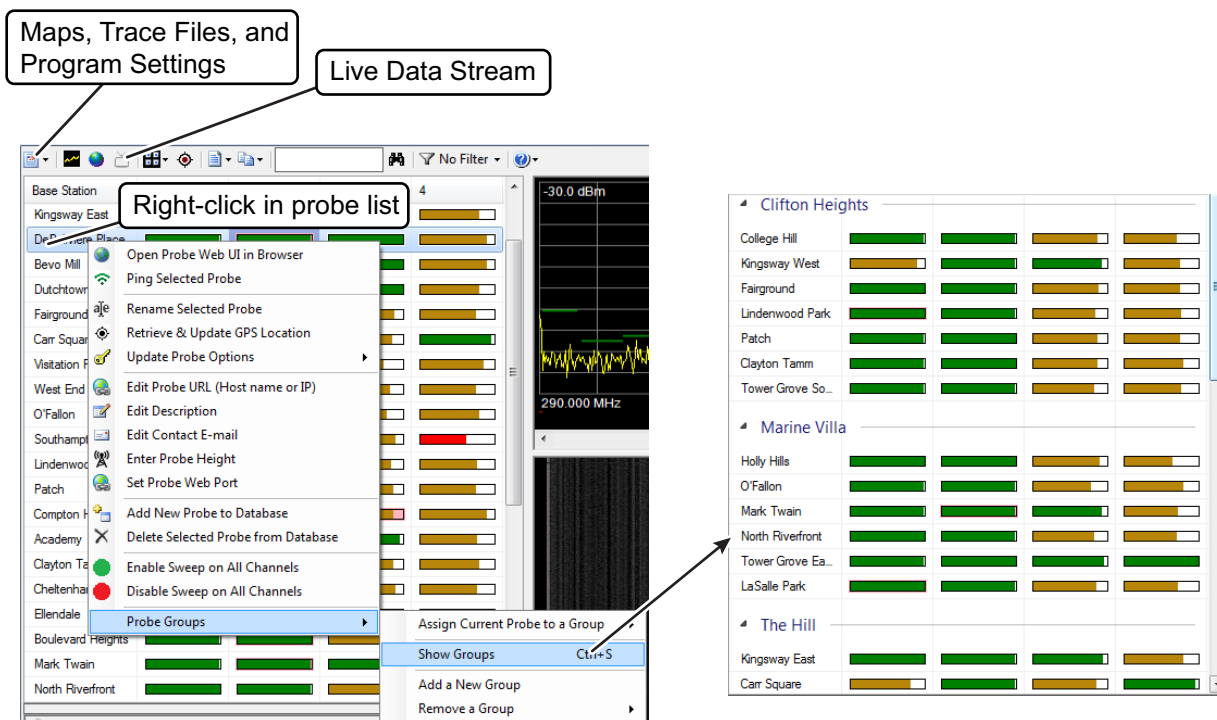 Maps, Trace Files, and
Program Settings
Live Data Stream
No Filter
Base Station
4
Right-click in probe list
Kingsway East
Bevo Mill
Dutchtown
Fairground
Carr Squar
Visitation P
West End
O'Fallon
Southampt
Lindenwoo
Patch
Compton H
Academy
Clayton Ta
Cheltenha
Ellendale
Boulevard Heights
Mark Twain
North Riverfront
Open Probe Web UI in Browser
Ping Selected Probe
Rename Selected Probe
Retrieve & Update GPS Location
Update Probe Options
Edit Probe URL (Host name or IP)
Edit Description
Edit Contact E-mail
Enter Probe Height
Set Probe Web Port
Add New Probe to Database
Delete Selected Probe from Database
Enable Sweep on All Channels
Disable Sweep on All Channels
Probe Groups
Assign Current Probe to a Group
Show Groups Ctrl+S
Add a New Group
Remove a Group
-30.0 dBm
290.000 MHz
Clifton Heights
College Hill
Kingsway West
Fairground
Lindenwood Park
Patch
Clayton Tamm
Tower Grove So...
Marine Villa
Holly Hills
O'Fallon
Mark Twain
North Riverfront
Tower Grove Ea...
LaSalle Park
The Hill
Kingsway East
Carr Square